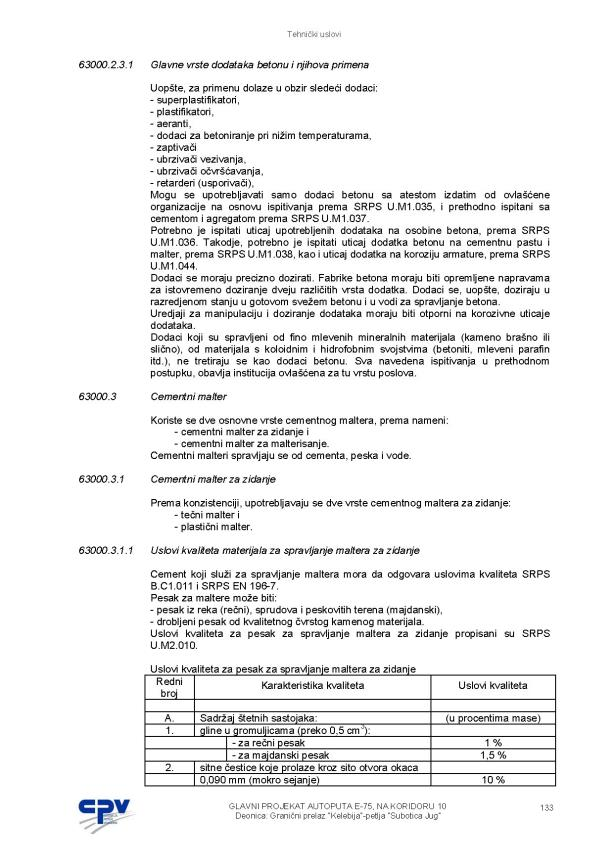 Tehnički uslovi
63000.2.3.1 Glavne vrste dodataka betonu i njihova primena
Uopšte, za primenu dolaze u obzir sledeći dodaci:
- superplastifikatori,
- plastifikatori,
- aeranti,
- dodaci za betoniranje pri nižim temperaturama,
- zaptivači
- ubrzivači vezivanja,
- ubrzivači očvršćavanja,
- retarderi (usporivači),
Mogu se upotrebljavati samo dodaci betonu sa atestom izdatim od ovlašćene
organizacije na osnovu ispitivanja prema SRPS U.M1.035, i prethodno ispitani sa
cementom i agregatom prema SRPS U.M1.037.
Potrebno je ispitati uticaj upotrebljenih dodataka na osobine betona, prema SRPS
U.M1.036. Takodje, potrebno je ispitati uticaj dodatka betonu na cementnu pastu i
malter, prema SRPS U.M1.038, kao i uticaj dodatka na koroziju armature, prema SRPS
U.M1.044.
Dodaci se moraju precizno dozirati. Fabrike betona moraju biti opremljene napravama
za istovremeno doziranje dveju različitih vrsta dodatka. Dodaci se, uopšte, doziraju u
razredjenom stanju u gotovom svežem betonu i u vodi za spravljanje betona.
Uredjaji za manipulaciju i doziranje dodataka moraju biti otporni na korozivne uticaje
dodataka.
Dodaci koji su spravljeni od fino mlevenih mineralnih materijala (kameno brašno ili
slično), od materijala s koloidnim i hidrofobnim svojstvima (betoniti, mleveni parafin
itd.), ne tretiraju se kao dodaci betonu. Sva navedena ispitivanja u prethodnom
postupku, obavlja institucija ovlašćena za tu vrstu poslova.
63000.3 Cementni malter
Koriste se dve osnovne vrste cementnog maltera, prema nameni:
- cementni malter za zidanje i
- cementni malter za malterisanje.
Cementni malteri spravljaju se od cementa, peska i vode.
63000.3.1 Cementni malter za zidanje
Prema konzistenciji, upotrebljavaju se dve vrste cementnog maltera za zidanje:
- tečni malter i
- plastični malter.
63000.3.1.1 Uslovi kvaliteta materijala za spravljanje maltera za zidanje
Cement koji služi za spravljanje maltera mora da odgovara uslovima kvaliteta SRPS
B.C1.011 i SRPS EN 196-7.
Pesak za maltere može biti:
- pesak iz reka (rečni), sprudova i peskovitih terena (majdanski),
- drobljeni pesak od kvalitetnog čvrstog kamenog materijala.
Uslovi kvaliteta za pesak za spravljanje maltera za zidanje propisani su SRPS
U.M2.010.
Uslovi kvaliteta za pesak za spravljanje maltera za zidanje
Redni broj Karakteristika kvaliteta Uslovi kvaliteta
A. Sadržaj štetnih sastojaka: (u procentima mase)
1. gline u gromuljicama (preko 0,5 cm³):
- za rečni pesak 1 %
- za majdanski pesak 1,5 %
2. sitne čestice koje prolaze kroz sito otvora okaca
0,090 mm (mokro sejanje) 10 %
CPV
GLAVNI PROJEKAT AUTOPUTA E-75, NA KORIDORU 10
Deonica: Granični prelaz "Kelebija"-petlja "Subotica Jug"
133